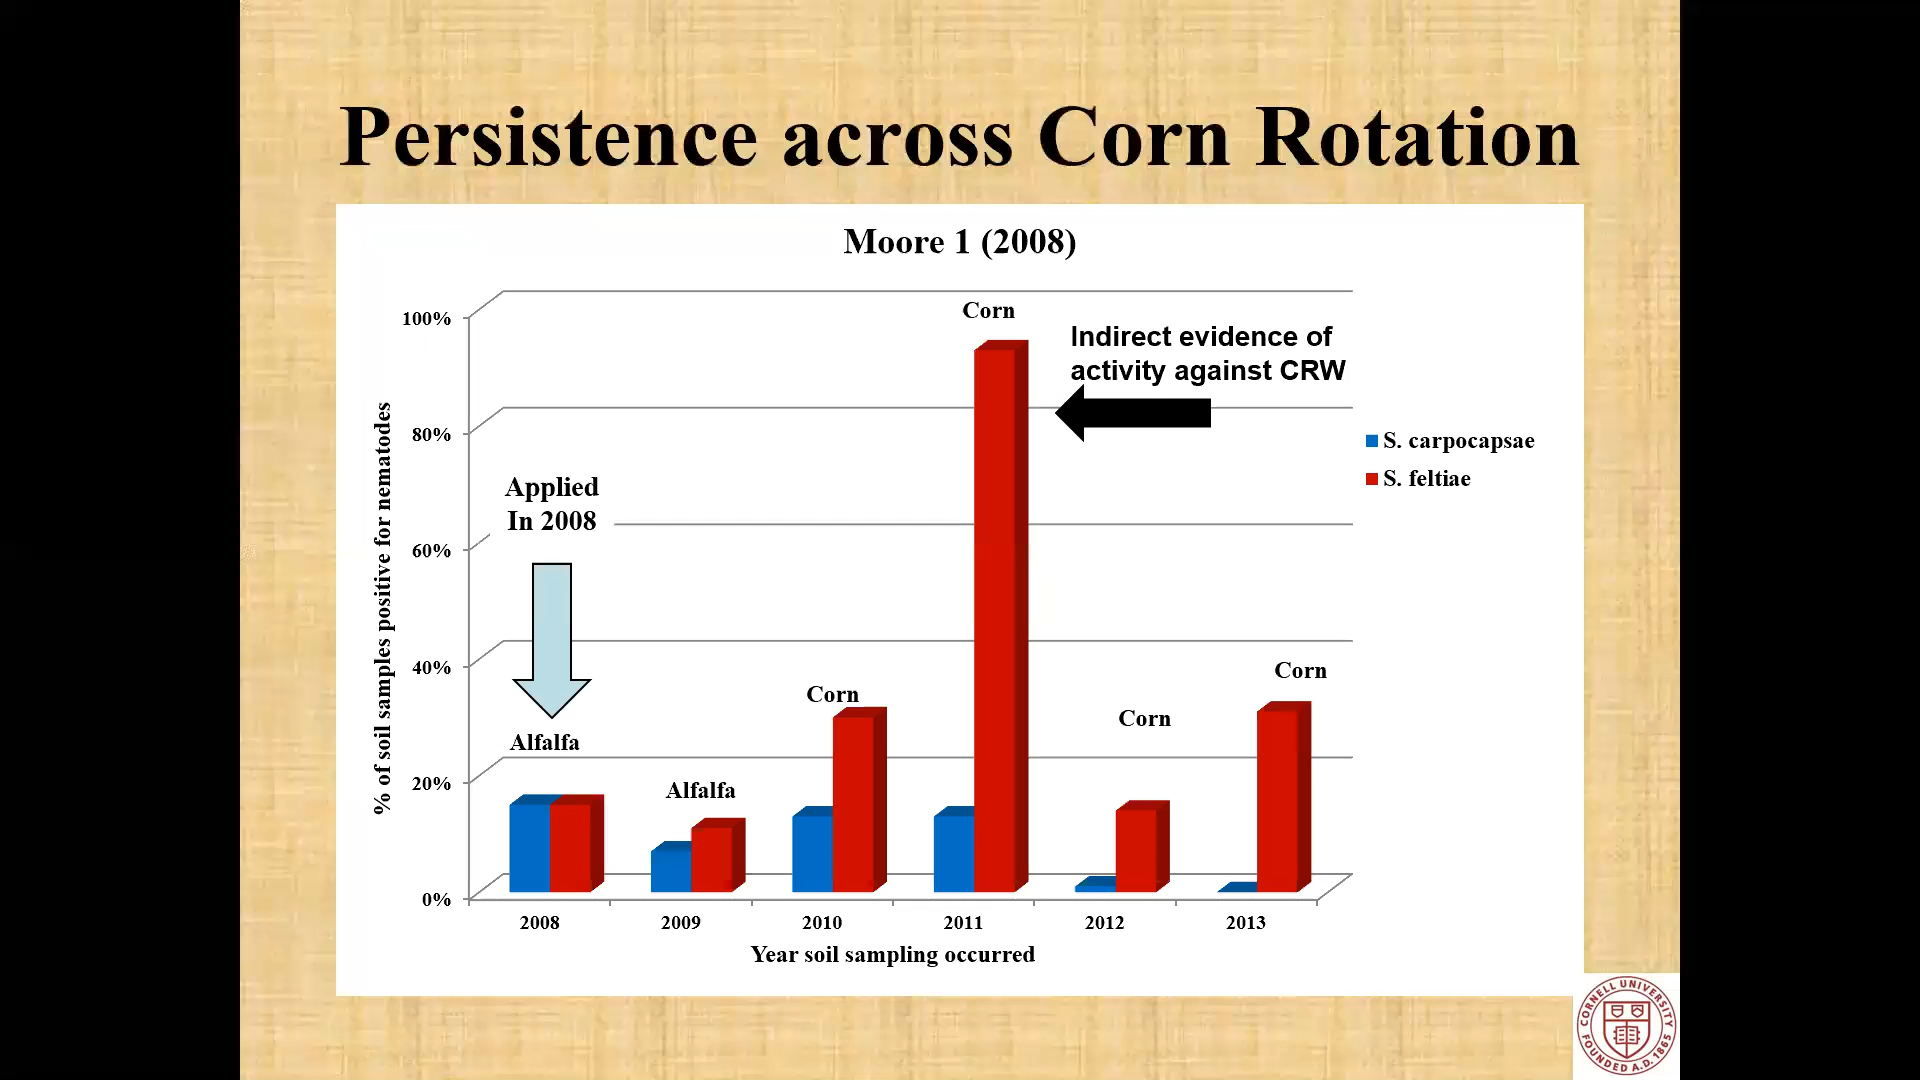 Persistence across Corn Rotation
Moore 1 (2008)
% of soil samples positive for nematodes
100%
80%
60%
40%
20%
0%
Applied
In 2008
Alfalfa
Alfalfa
Corn
Corn
Corn
Corn
Indirect evidence of
activity against CRW
S. carpocapsae
S. feltiae
2008
2009
2010
2011
2012
2013
Year soil sampling occurred
CORNELL UNIVERSITY
FOUNDED A.D. 1865